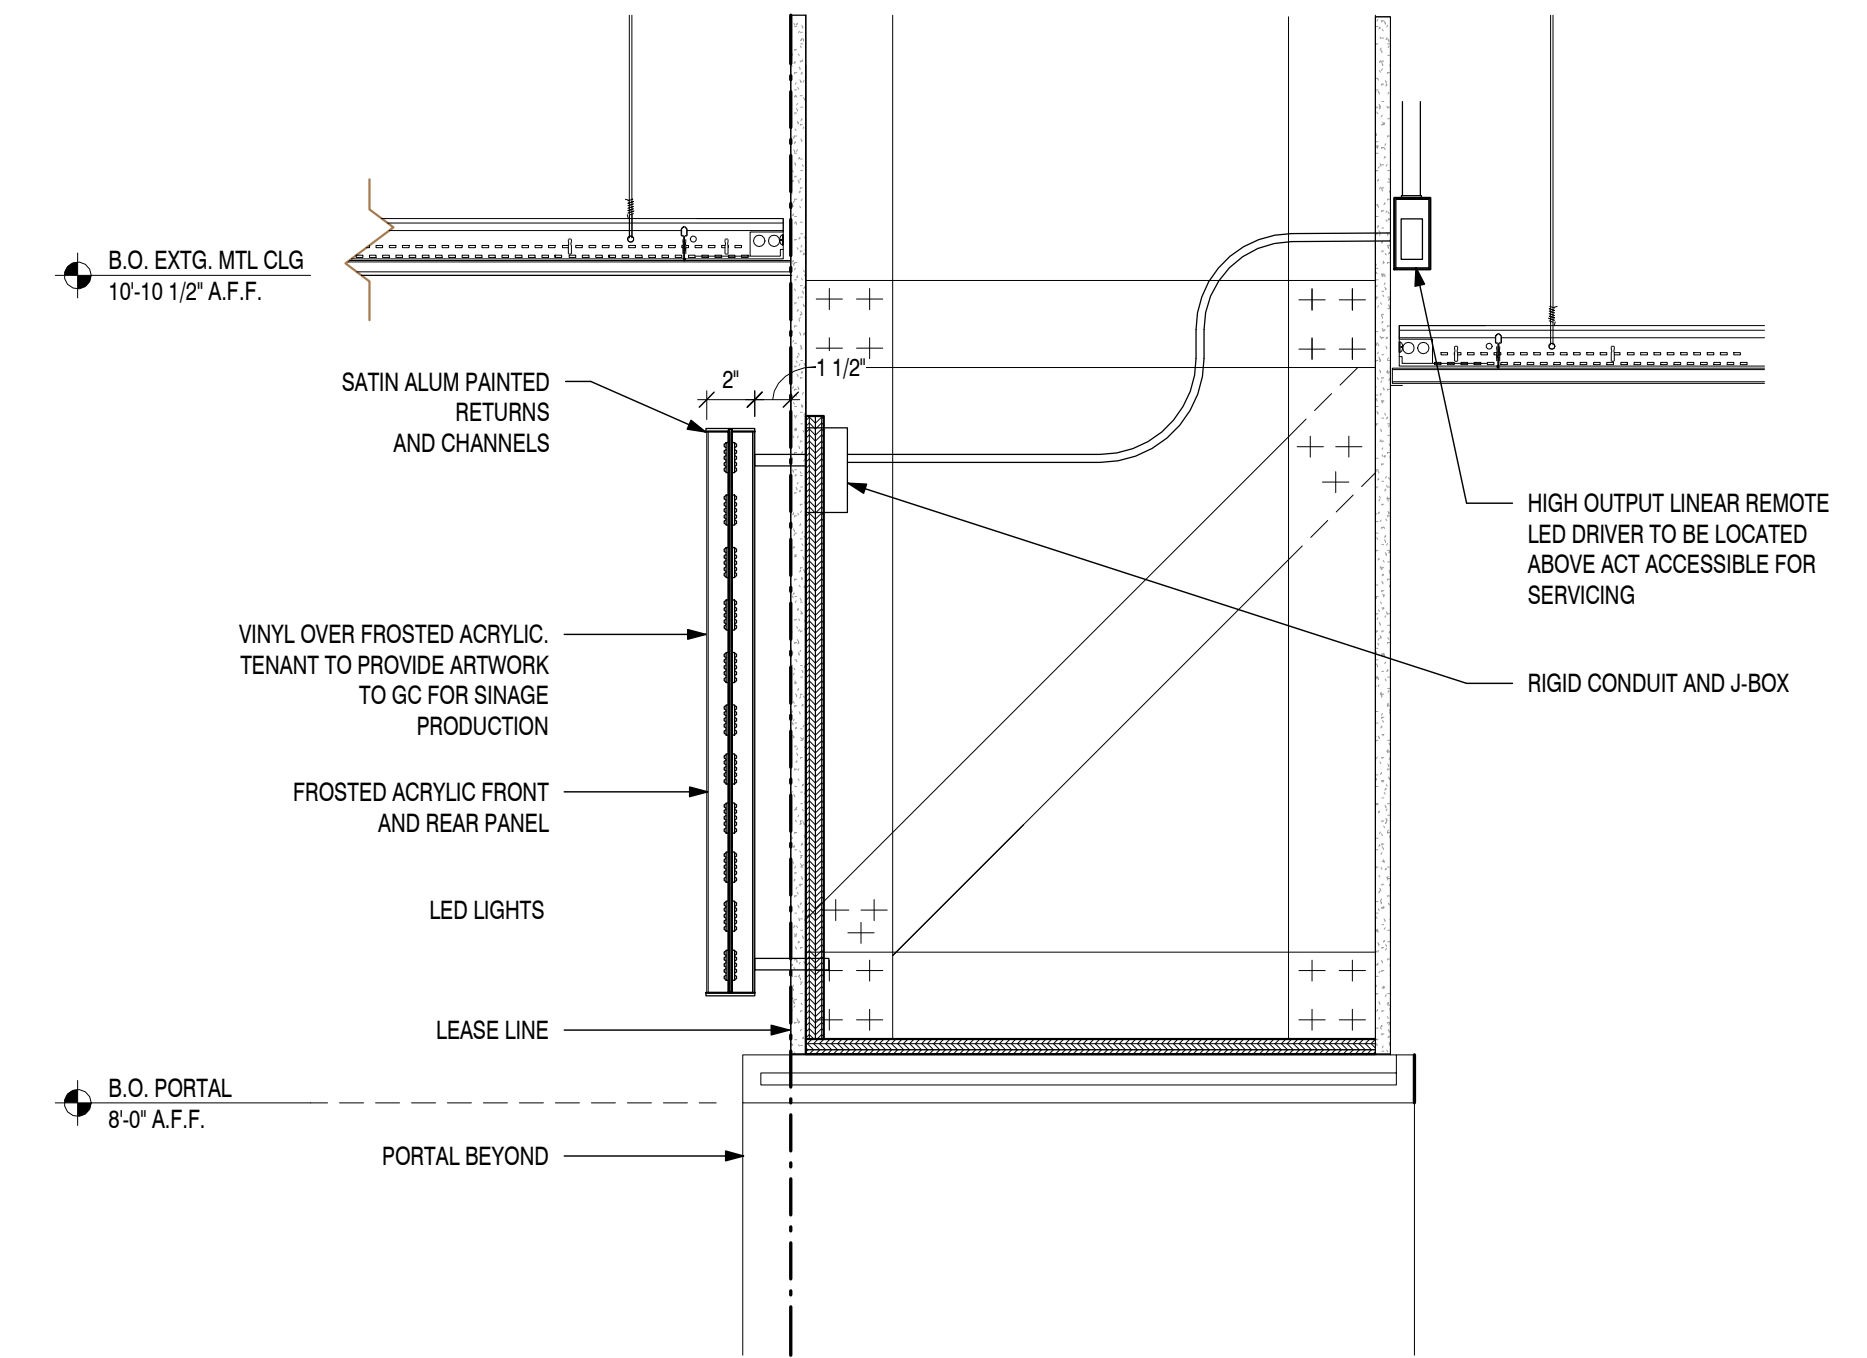 B.O. EXTG. MTL CLG
10'-10 1/2" A.F.F.
2"
1 1/2"
SATIN ALUM PAINTED
RETURNS
AND CHANNELS
HIGH OUTPUT LINEAR REMOTE
LED DRIVER TO BE LOCATED
ABOVE ACT ACCESSIBLE FOR
SERVICING
VINYL OVER FROSTED ACRYLIC.
TENANT TO PROVIDE ARTWORK
TO GC FOR SINAGE
PRODUCTION
RIGID CONDUIT AND J-BOX
FROSTED ACRYLIC FRONT
AND REAR PANEL
LED LIGHTS
LEASE LINE
B.O. PORTAL
8'-0" A.F.F.
PORTAL BEYOND